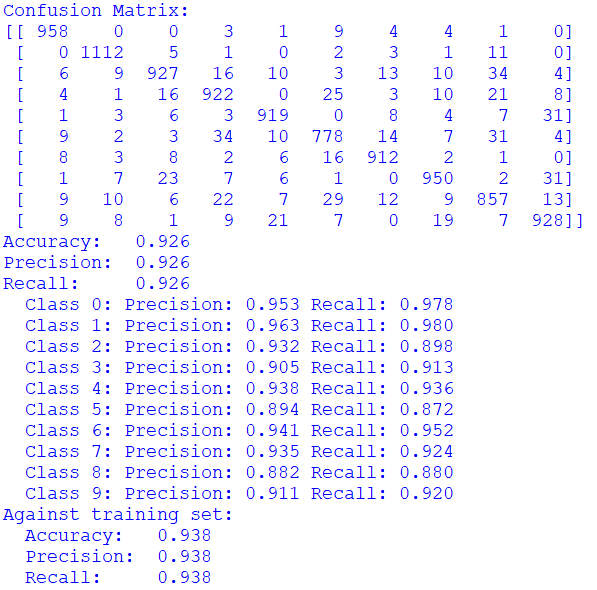 Confusion Matrix:
[[ 958    0    0    3    1    9    4    4    1    0]
 [   0 1112    5    1    0    2    3    1   11    0]
 [   6    9  927   16   10    3   13   10   34    4]
 [   4    1   16  922    0   25    3   10   21    8]
 [   1    3    6    3  919    0    8    4    7   31]
 [   9    2    3   34   10  778   14    7   31    4]
 [   8    3    8    2    6   16  912    2    1    0]
 [   1    7   23    7    6    1    0  950    2   31]
 [   9   10    6   22    7   29   12    9  857   13]
 [   9    8    1    9   21    7    0   19    7  928]]
Accuracy:   0.926
Precision:  0.926
Recall:     0.926
  Class 0: Precision: 0.953 Recall: 0.978
  Class 1: Precision: 0.963 Recall: 0.980
  Class 2: Precision: 0.932 Recall: 0.898
  Class 3: Precision: 0.905 Recall: 0.913
  Class 4: Precision: 0.938 Recall: 0.936
  Class 5: Precision: 0.894 Recall: 0.872
  Class 6: Precision: 0.941 Recall: 0.952
  Class 7: Precision: 0.935 Recall: 0.924
  Class 8: Precision: 0.882 Recall: 0.880
  Class 9: Precision: 0.911 Recall: 0.920
Against training set:
  Accuracy:   0.938
  Precision:  0.938
  Recall:     0.938